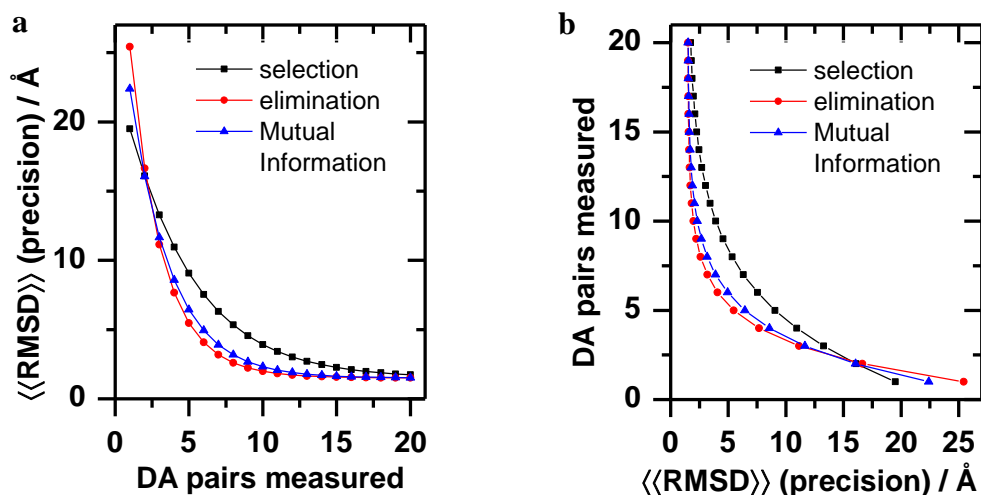 a
⟨⟨RMSD⟩⟩ (precision) / Å
20
10
0
selection
elimination
Mutual
Information
0 5 10 15 20
DA pairs measured
b
DA pairs measured
20
15
10
5
0
selection
elimination
Mutual
Information
0 5 10 15 20 25
⟨⟨RMSD⟩⟩ (precision) / Å